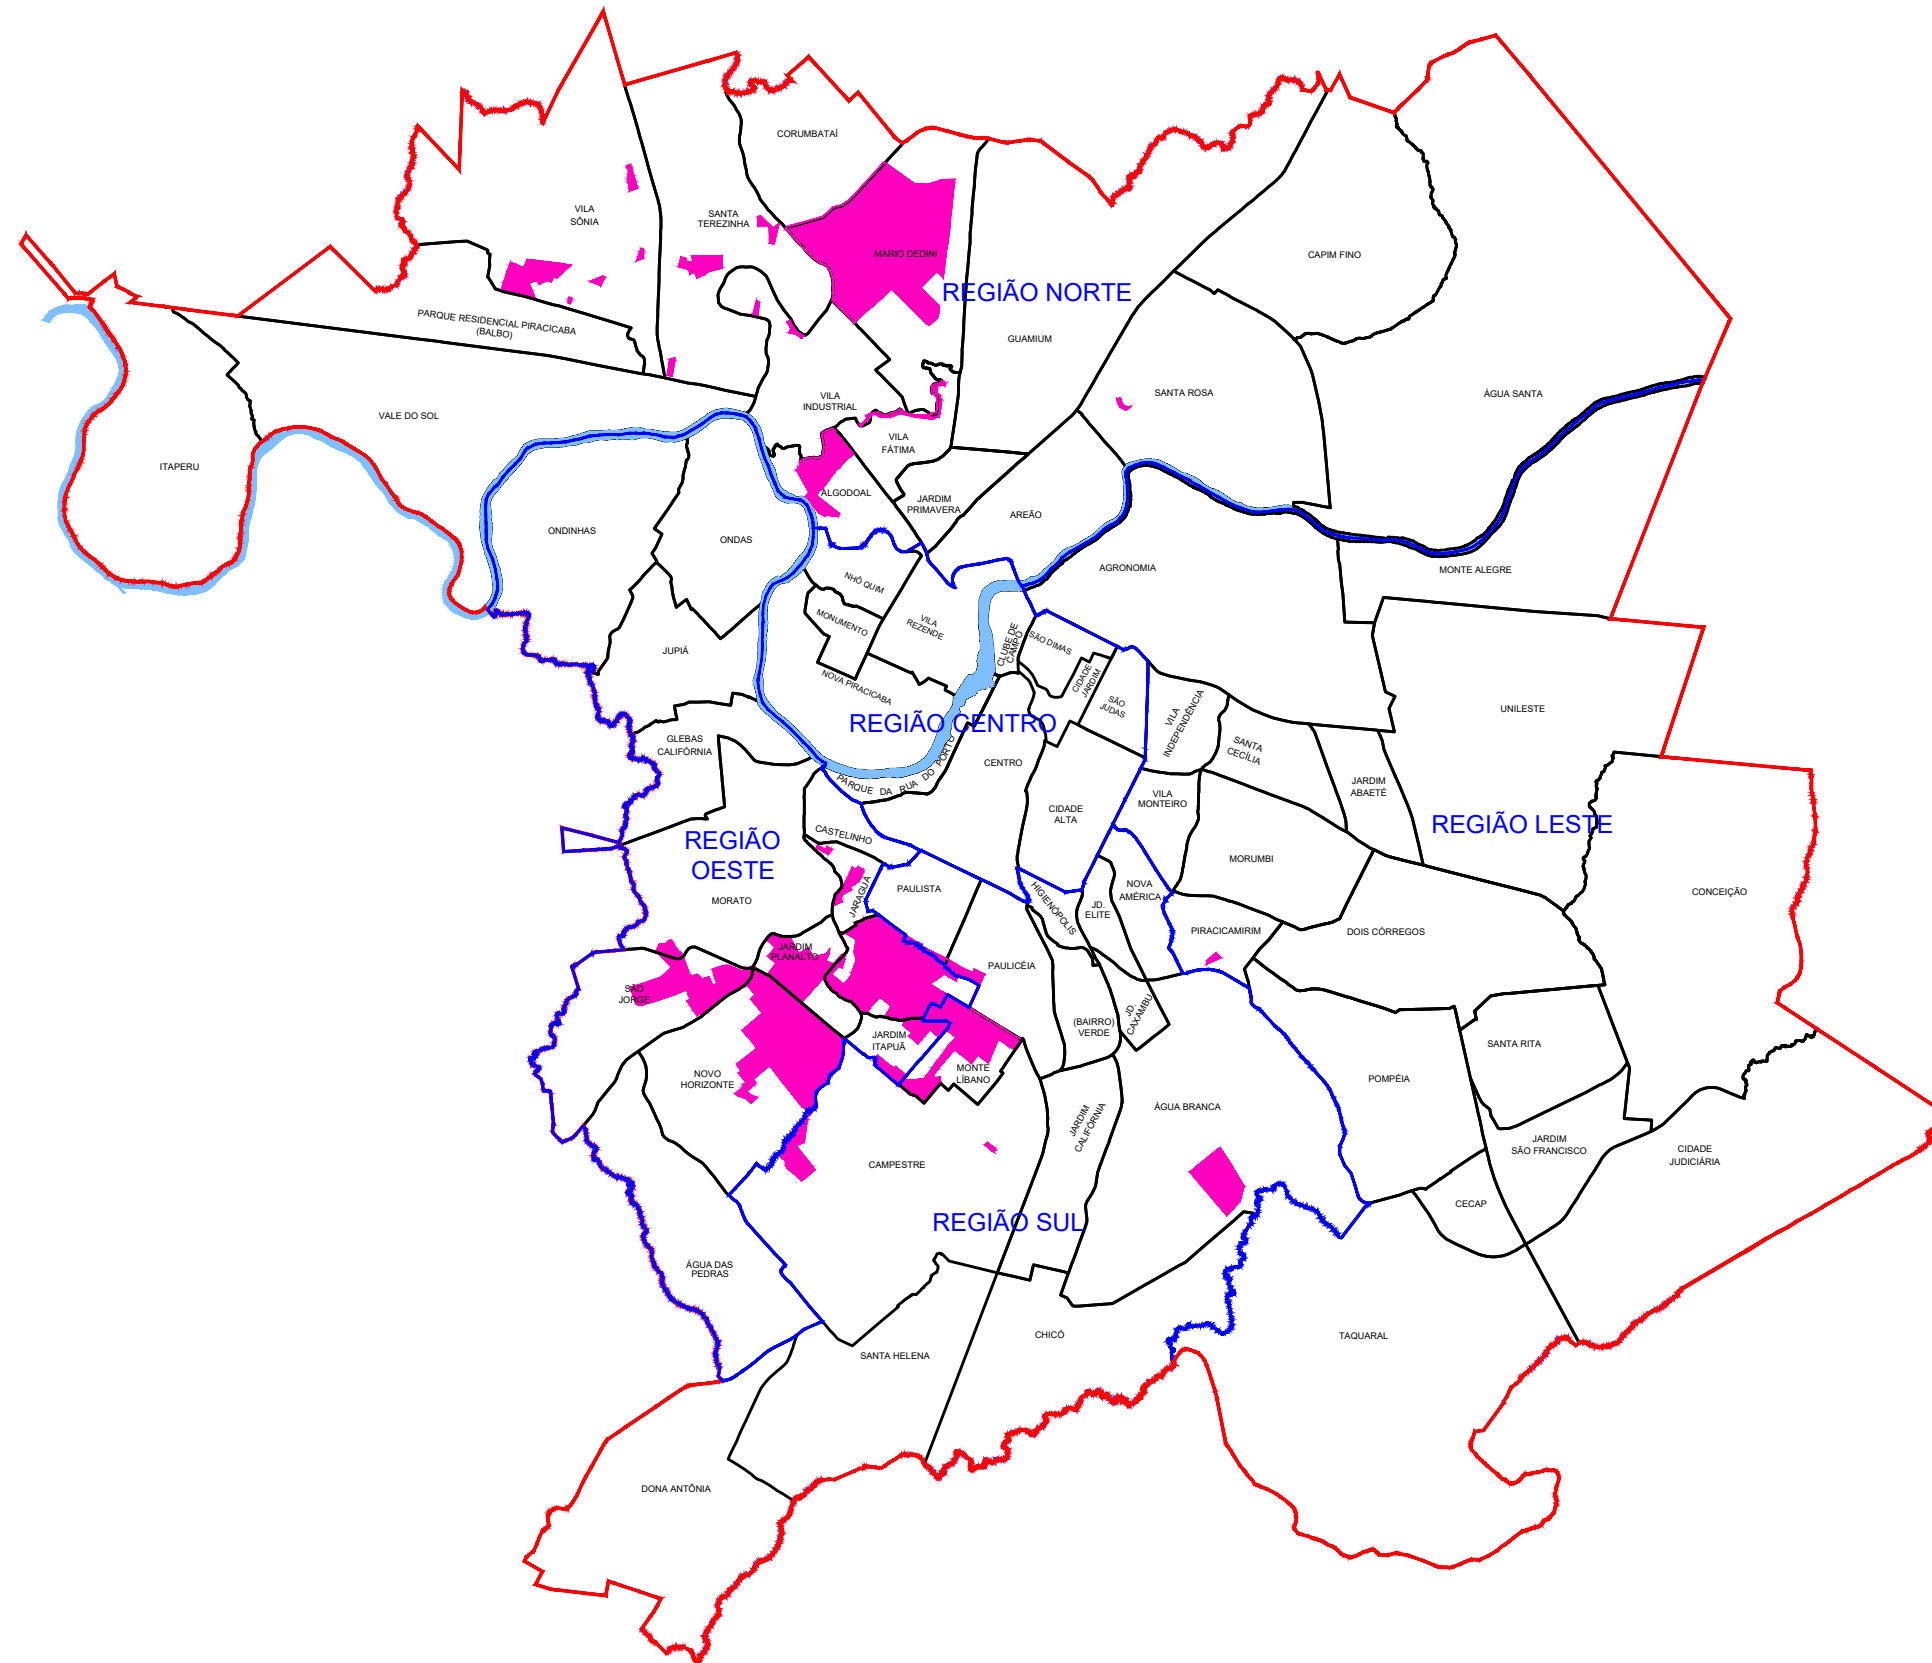 CORUMBATAÍ
VILA
SÔNIA
SANTA
TEREZINHA
MÁRIO DEDINI
CAPIM FINO
REGIÃO NORTE
PARQUE RESIDENCIAL PIRACICABA
(BALBO)
GUAMIUM
SANTA ROSA
ÁGUA SANTA
VILA
INDUSTRIAL
VALE DO SOL
VILA
FÁTIMA
ITAPERU
ALGODOAL
JARDIM
PRIMAVERA
AREÃO
ONDINHAS
ONDAS
AGRONOMIA
MONTE ALEGRE
NHÔ QUIM
MONUMENTO
VILA
REZENDE
CLUBE DE
CAMPO
SÃO DIMAS
JUPIÁ
CIDADE
JARDIM
NOVA PIRACICABA
SÃO
JUDAS
VILA
INDEPENDÊNCIA
UNILESTE
REGIÃO CENTRO
GLEBAS
CALIFÓRNIA
SANTA
CECÍLIA
CENTRO
PARQUE DA RUA DO PORTO
JARDIM
ABAETÉ
VILA
MONTEIRO
CIDADE
ALTA
REGIÃO LESTE
CASTELINHO
REGIÃO
OESTE
MORUMBI
MORATO
JARAGUÁ
PAULISTA
HIGIENÓPOLIS
JD.
ELITE
NOVA
AMÉRICA
CONCEIÇÃO
PIRACICAMIRIM
DOIS CÓRREGOS
JARDIM
PLANALTO
PAULICÉIA
SÃO
JORGE
JD.
CAXAMBU
(BAIRRO)
VERDE
JARDIM
ITAPUÃ
SANTA RITA
NOVO
HORIZONTE
MONTE
LÍBANO
POMPÉIA
ÁGUA BRANCA
JARDIM
CALIFÓRNIA
JARDIM
SÃO FRANCISCO
CIDADE
JUDICIÁRIA
CAMPESTRE
CECAP
REGIÃO SUL
ÁGUA DAS
PEDRAS
CHICÓ
TAQUARAL
SANTA HELENA
DONA ANTÔNIA